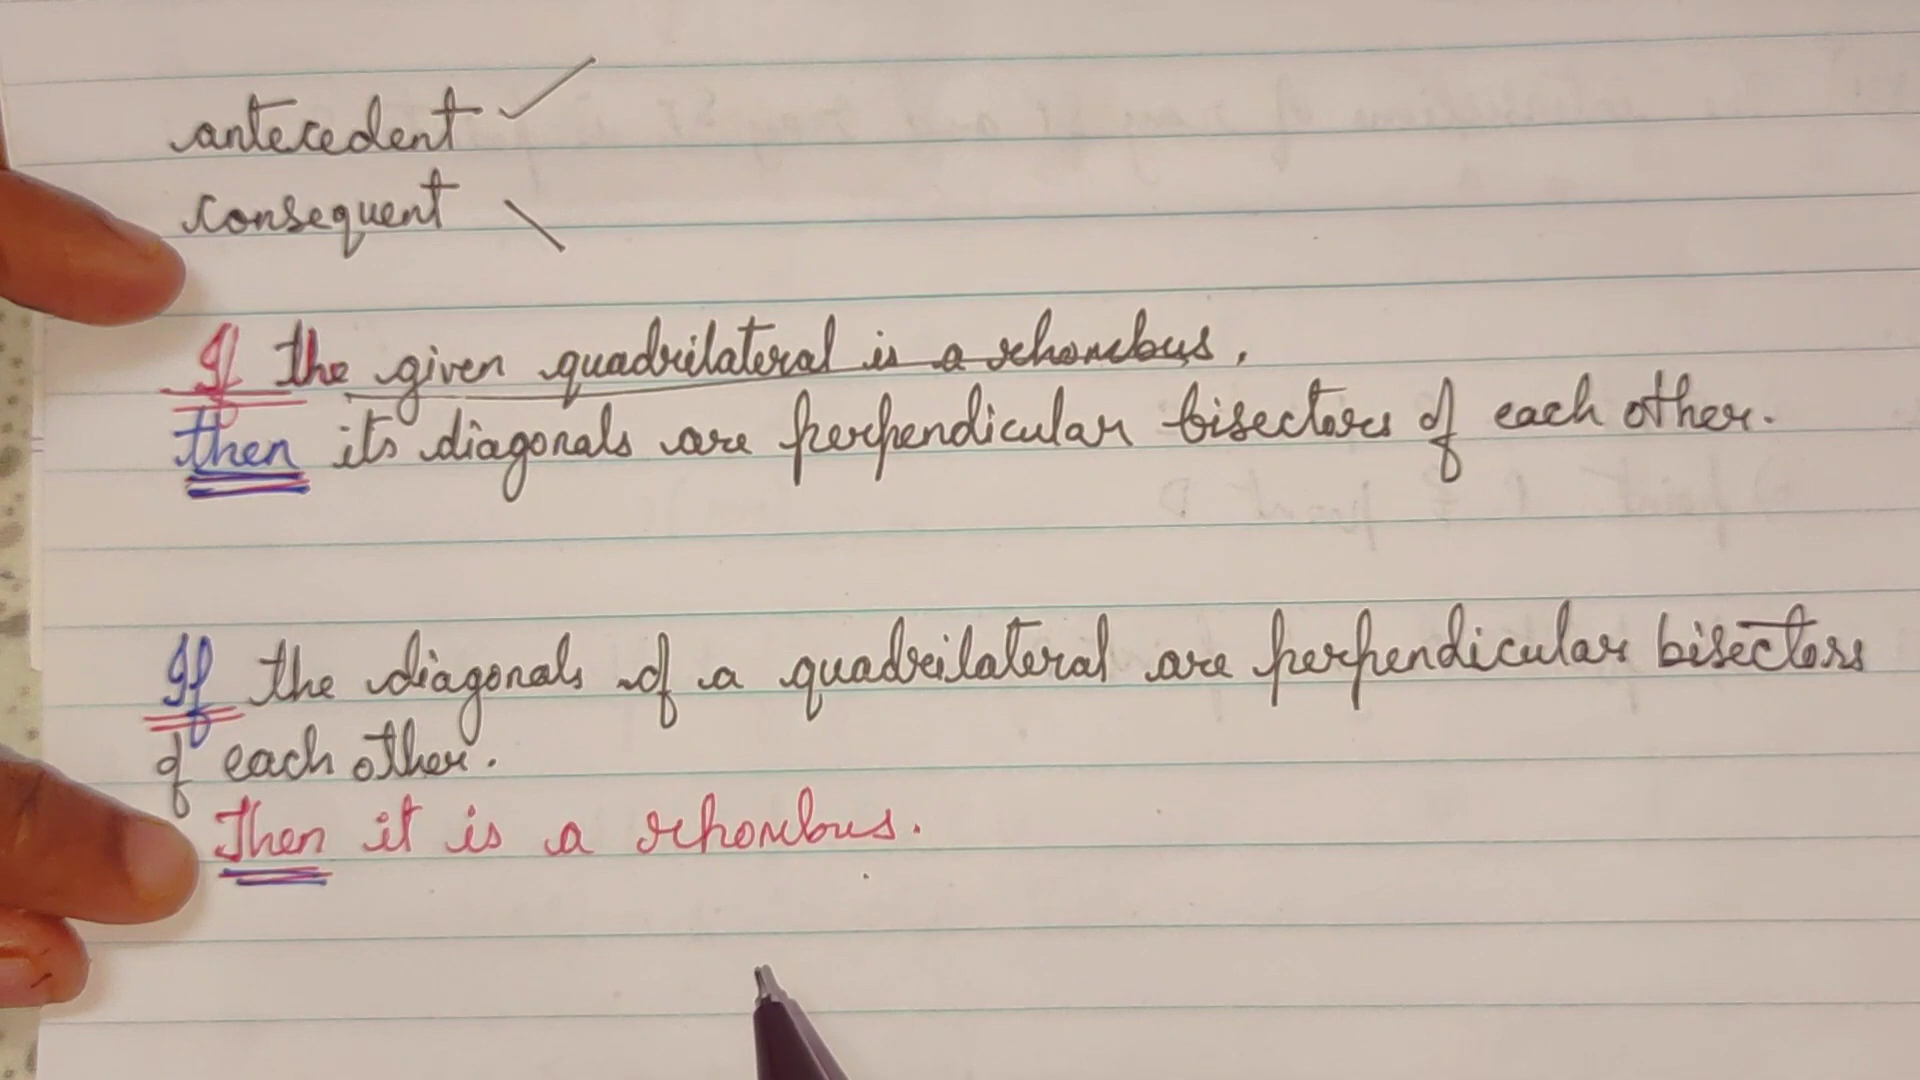 antecedent
consequent
If the given quadrilateral is a rhombus,
then its diagonals are perpendicular bisectors of each other.
If the diagonals of a quadrilateral are perpendicular bisectors
of each other.
Then it is a rhombus.